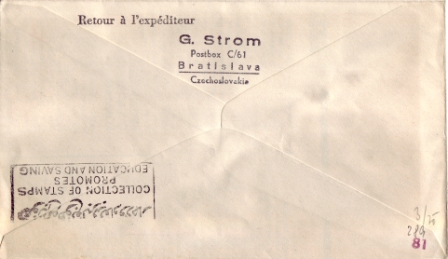 Retour à l'expéditeur
G. Strom
Postbox C/61
Bratislava
Czechoslovakia
COLLECTION OF STAMPS
PROMOTES
EDUCATION AND SAVING
81